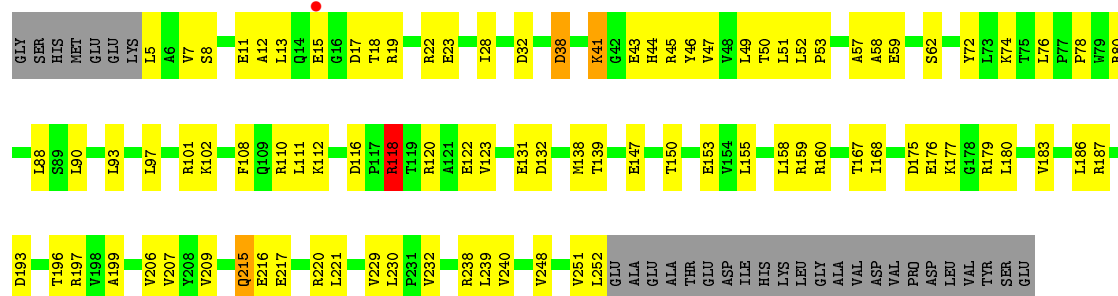 GLY SER HIS MET GLU GLU LYS L5 A6 V7 S8 E11 A12 L13 Q14 E15 G16 D17 T18 R19 R22 E23 I28 D32 D38 K41 G42 E43 H44 R45 Y46 V47 V48 L49 T50 L51 L52 P53 A57 A58 E59 S62 Y72 L73 K74 T75 L76 P77 P78 W79 R80
L88 S89 L90 L93 L97 R101 K102 F108 Q109 R110 L111 K112 D116 P117 R118 T119 R120 A121 E122 V123 E131 D132 M138 T139 E147 T150 E153 V154 L155 L158 R159 R160 T167 I168 D175 E176 K177 G178 R179 L180 V183 L186 R187
D193 T196 R197 V198 A199 V206 V207 Y208 V209 Q215 E216 E217 R220 L221 V229 L230 P231 V232 R238 L239 V240 V248 V251 L252 GLU ALA GLU GLU ALA THR GLU ASP ILE HIS LYS LEU GLY ALA VAL ASP VAL PRO ASP LEU VAL TYR SER GLU